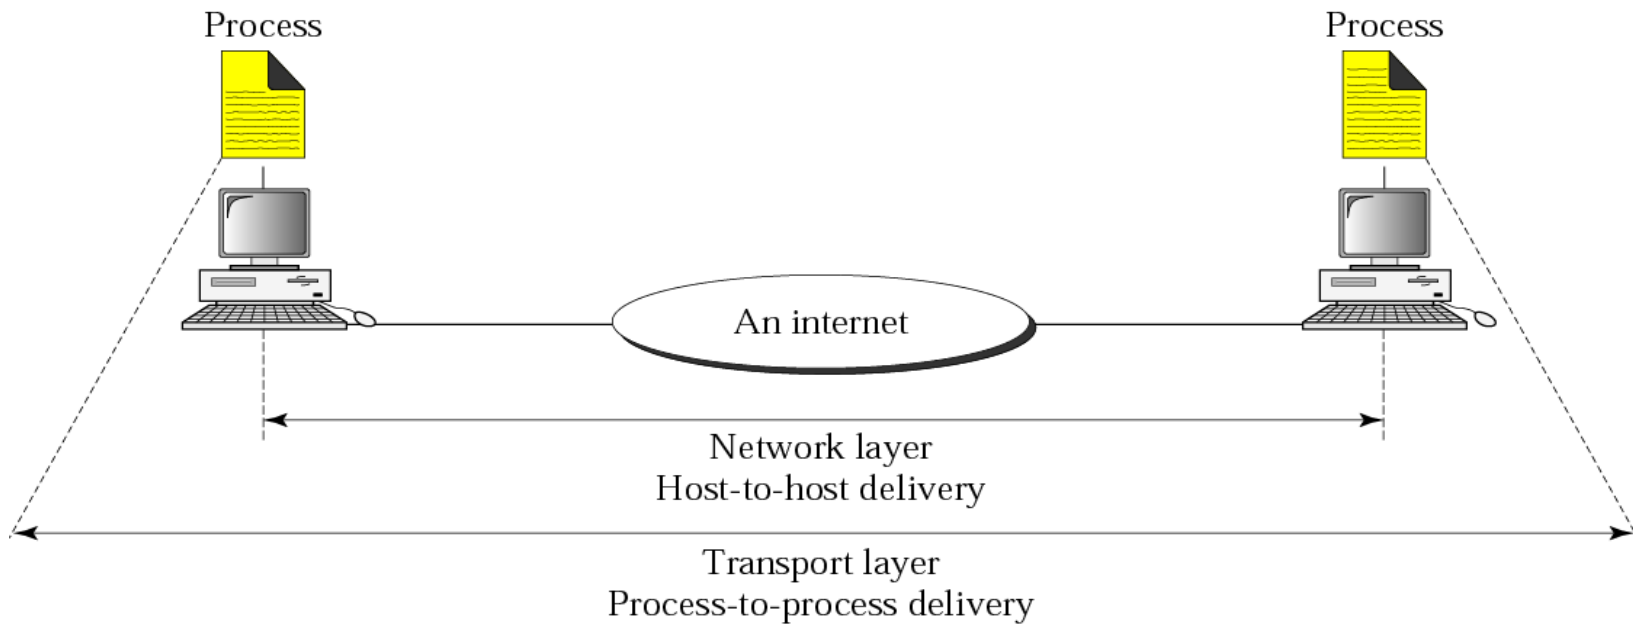 Process
Process
An internet
Network layer
Host-to-host delivery
Transport layer
Process-to-process delivery